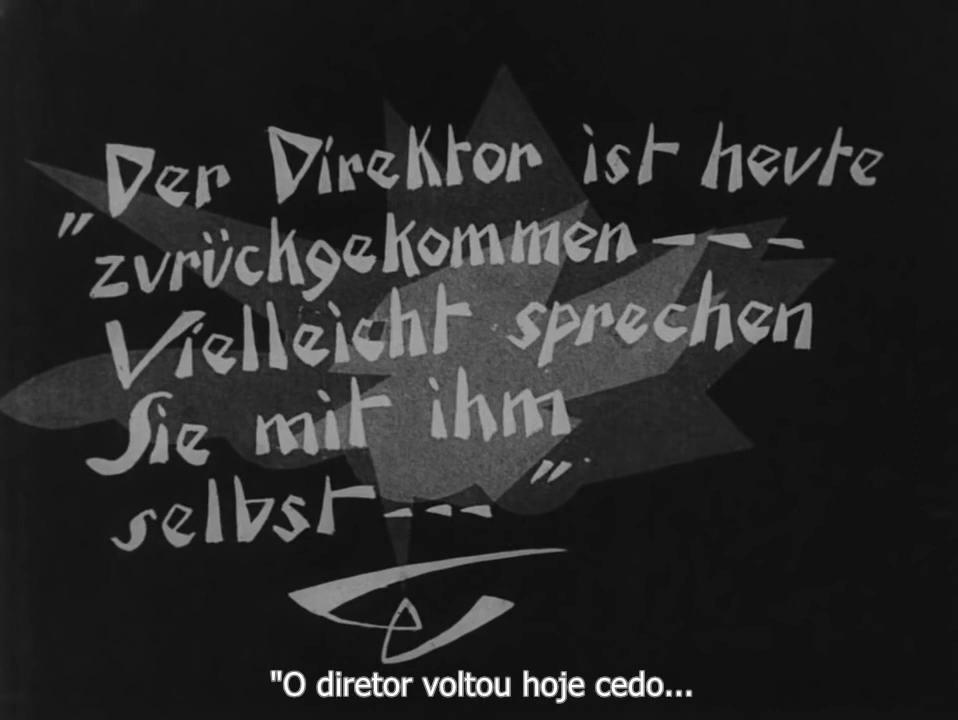 Der Direktor ist heute
"zurückgekommen - - -
Vielleicht sprechen
Sie mit ihm
selbst - - -"
"O diretor voltou hoje cedo...